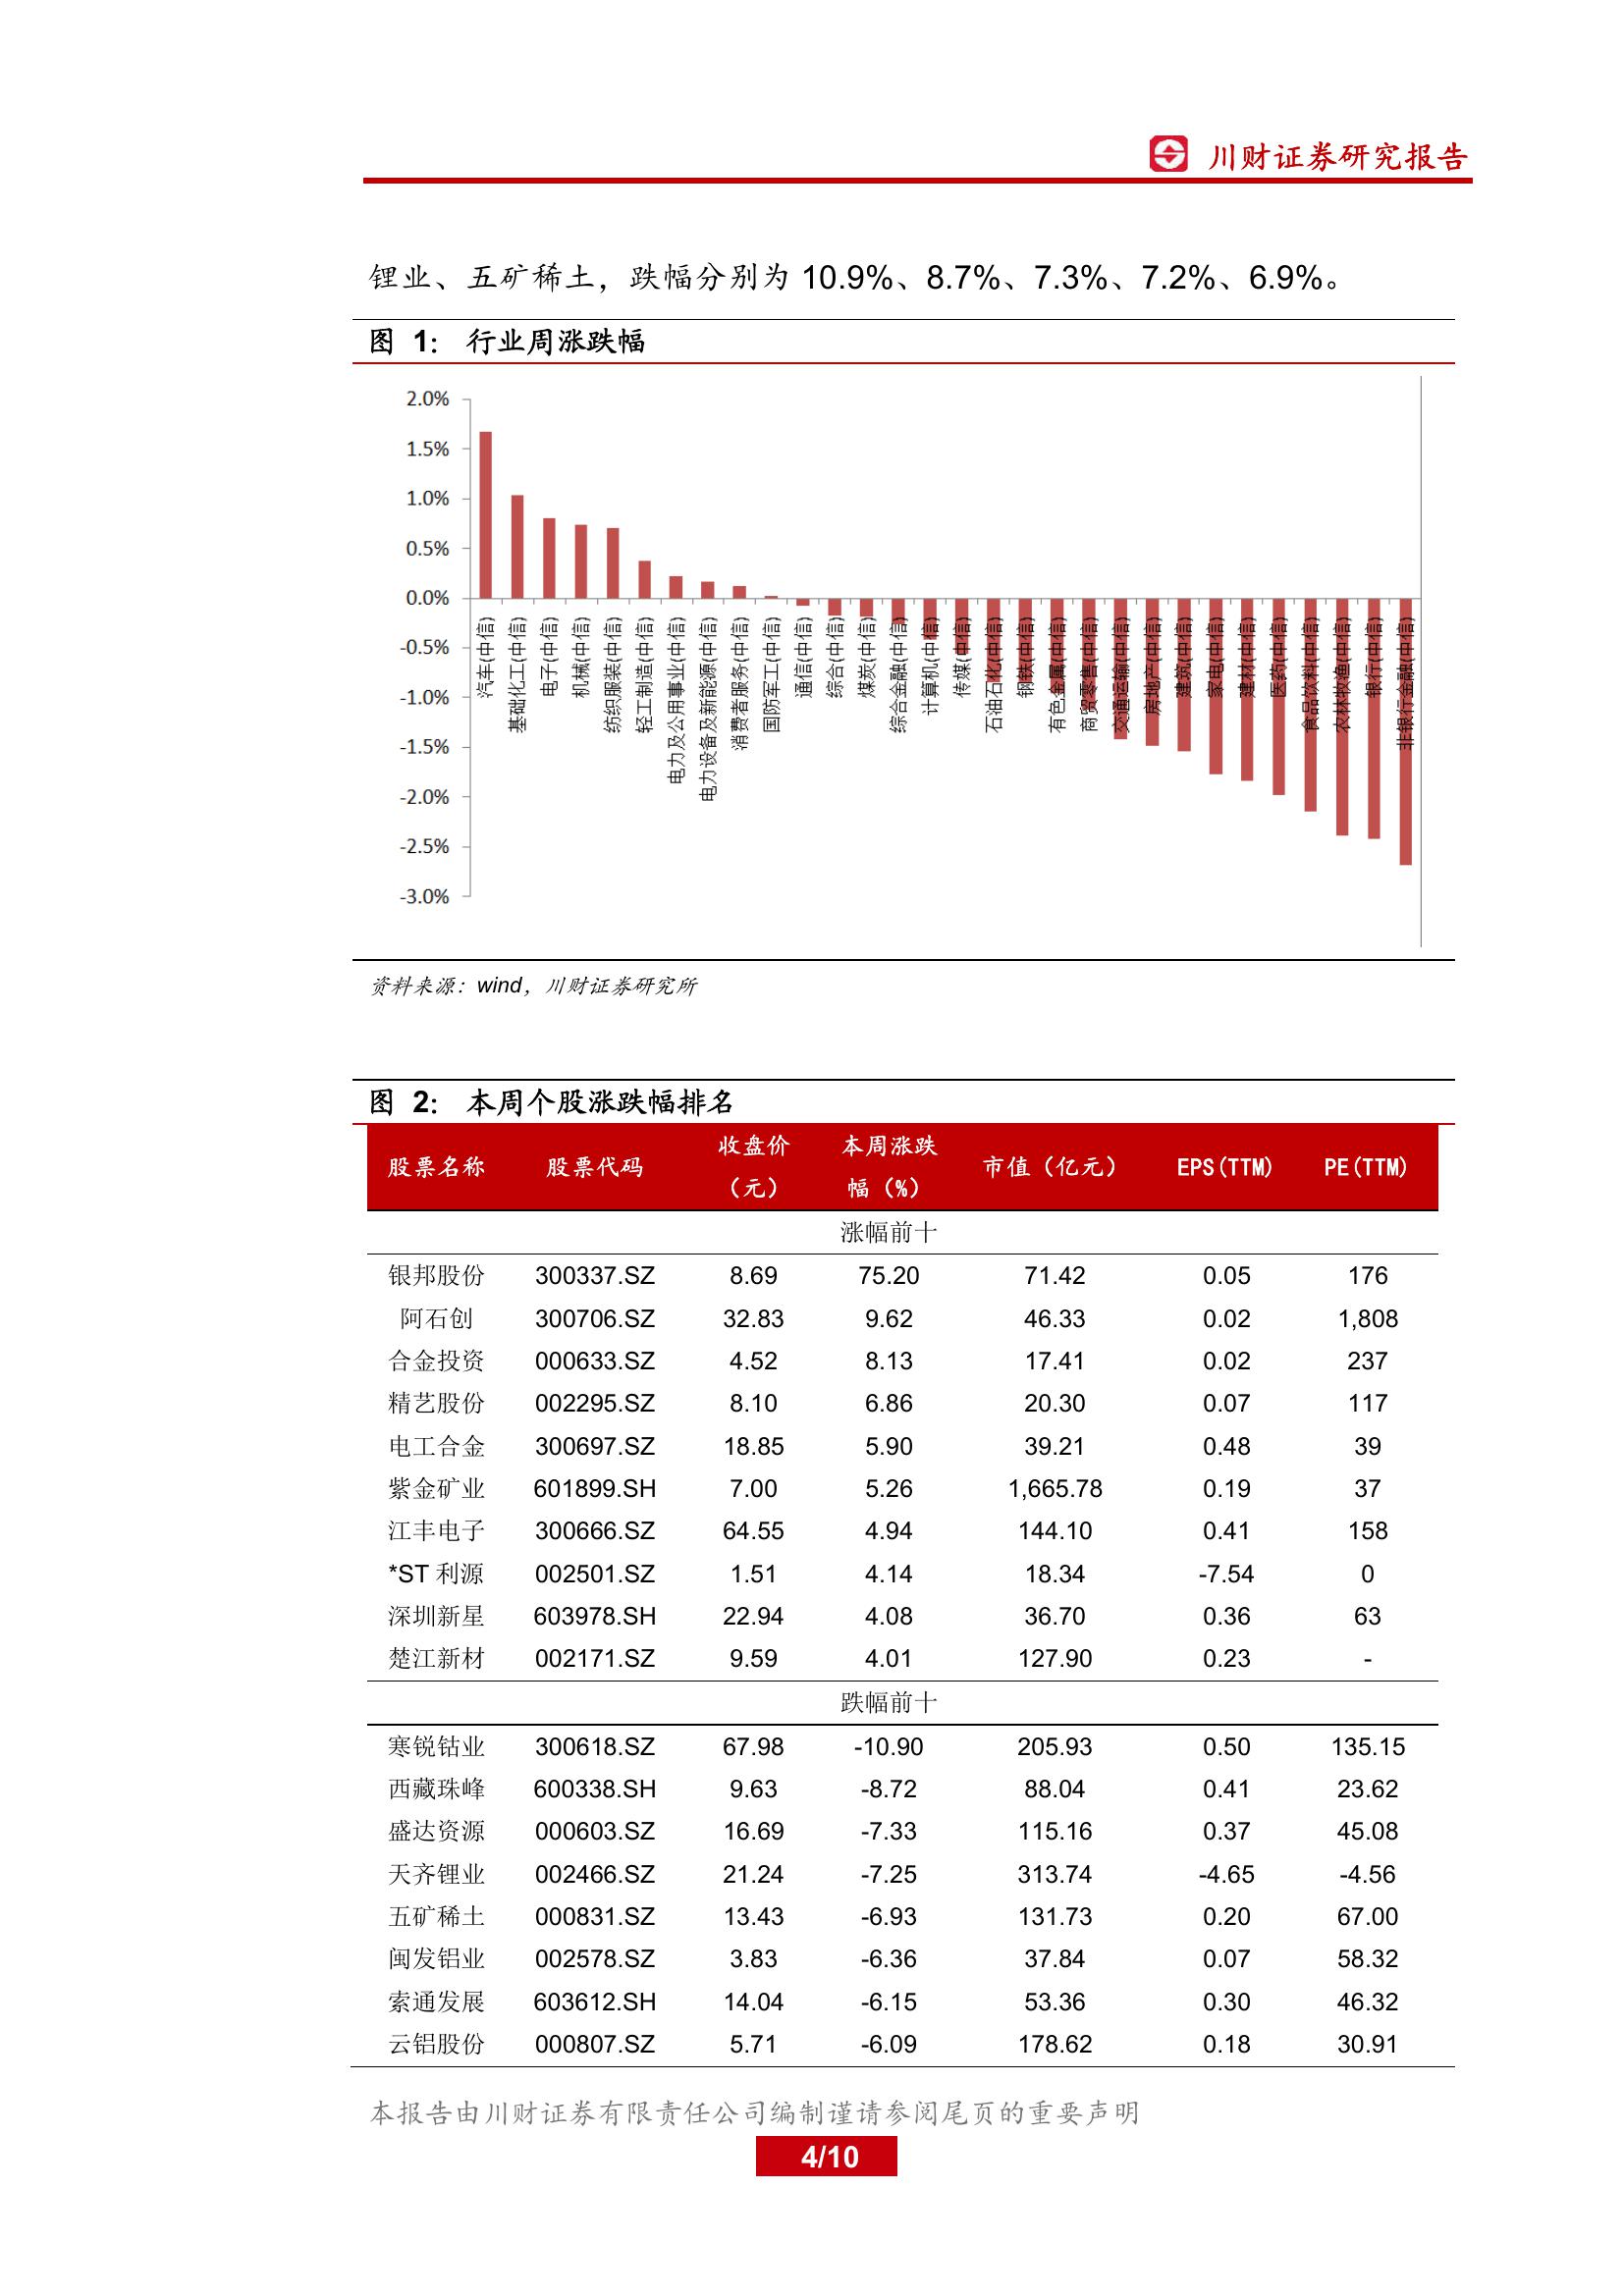 川财证券研究报告
锂业、五矿稀土，跌幅分别为 10.9%、8.7%、7.3%、7.2%、6.9%。
图 1： 行业周涨跌幅
2.0%
1.5%
1.0%
0.5%
0.0%
-0.5%
-1.0%
-1.5%
-2.0%
-2.5%
-3.0%
汽车(中信)
基础化工(中信)
电子(中信)
机械(中信)
纺织服装(中信)
轻工制造(中信)
电力及公用事业(中信)
电力设备及新能源(中信)
消费者服务(中信)
国防军工(中信)
通信(中信)
综合(中信)
煤炭(中信)
综合金融(中信)
计算机(中信)
传媒(中信)
石油石化(中信)
钢铁(中信)
有色金属(中信)
商贸零售(中信)
交通运输(中信)
房地产(中信)
建筑(中信)
家电(中信)
建材(中信)
医药(中信)
食品饮料(中信)
农林牧渔(中信)
银行(中信)
非银行金融(中信)
资料来源：wind，川财证券研究所
图 2： 本周个股涨跌幅排名
股票名称 股票代码 收盘价（元） 本周涨跌幅（%） 市值（亿元） EPS(TTM) PE(TTM)
涨幅前十
银邦股份 300337.SZ 8.69 75.20 71.42 0.05 176
阿石创 300706.SZ 32.83 9.62 46.33 0.02 1,808
合金投资 000633.SZ 4.52 8.13 17.41 0.02 237
精艺股份 002295.SZ 8.10 6.86 20.30 0.07 117
电工合金 300697.SZ 18.85 5.90 39.21 0.48 39
紫金矿业 601899.SH 7.00 5.26 1,665.78 0.19 37
江丰电子 300666.SZ 64.55 4.94 144.10 0.41 158
*ST 利源 002501.SZ 1.51 4.14 18.34 -7.54 0
深圳新星 603978.SH 22.94 4.08 36.70 0.36 63
楚江新材 002171.SZ 9.59 4.01 127.90 0.23 -
跌幅前十
寒锐钴业 300618.SZ 67.98 -10.90 205.93 0.50 135.15
西藏珠峰 600338.SH 9.63 -8.72 88.04 0.41 23.62
盛达资源 000603.SZ 16.69 -7.33 115.16 0.37 45.08
天齐锂业 002466.SZ 21.24 -7.25 313.74 -4.65 -4.56
五矿稀土 000831.SZ 13.43 -6.93 131.73 0.20 67.00
闽发铝业 002578.SZ 3.83 -6.36 37.84 0.07 58.32
索通发展 603612.SH 14.04 -6.15 53.36 0.30 46.32
云铝股份 000807.SZ 5.71 -6.09 178.62 0.18 30.91
本报告由川财证券有限责任公司编制谨请参阅尾页的重要声明
4/10